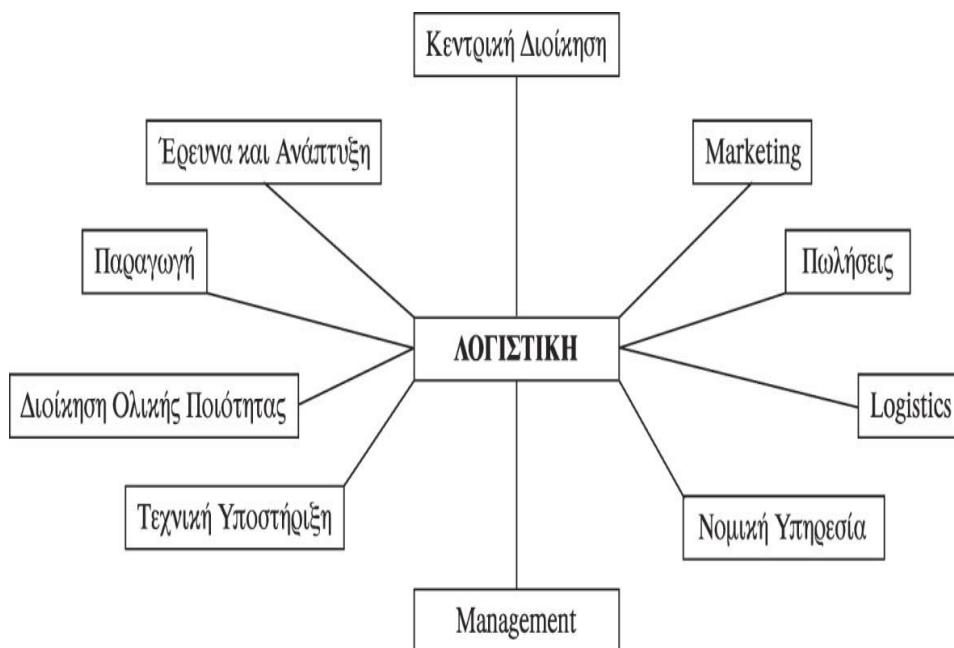 Κεντρική Διοίκηση
Έρευνα και Ανάπτυξη
Marketing
Παραγωγή
Πωλήσεις
ΛΟΓΙΣΤΙΚΗ
Διοίκηση Ολικής Ποιότητας
Logistics
Τεχνική Υποστήριξη
Νομική Υπηρεσία
Management